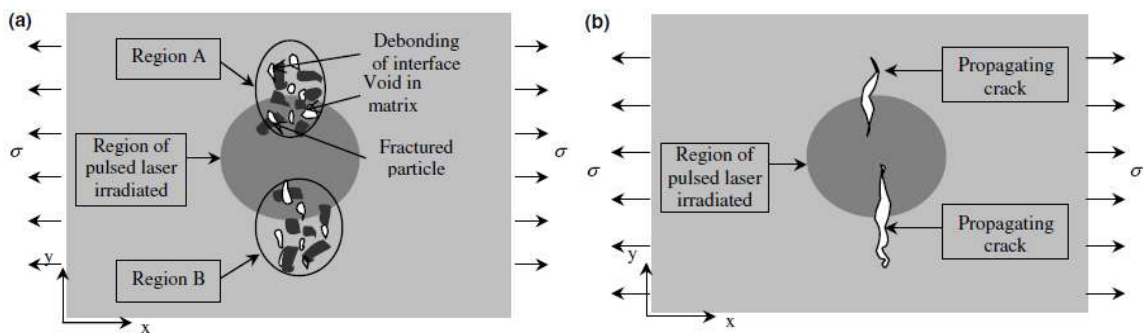 (a)
Region A
Debonding
of interface
Void in
matrix
Fractured
particle
Region of
pulsed laser
irradiated
Region B
σ
σ
y
x
(b)
Propagating
crack
Region of
pulsed laser
irradiated
Propagating
crack
σ
σ
y
x